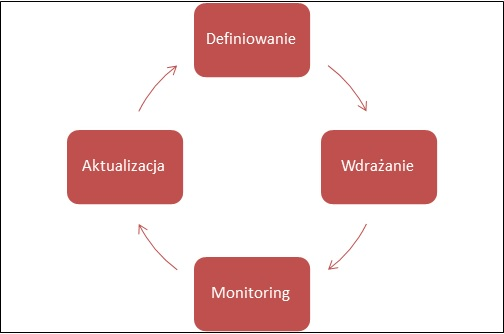 Definiowanie
Wdrażanie
Monitoring
Aktualizacja